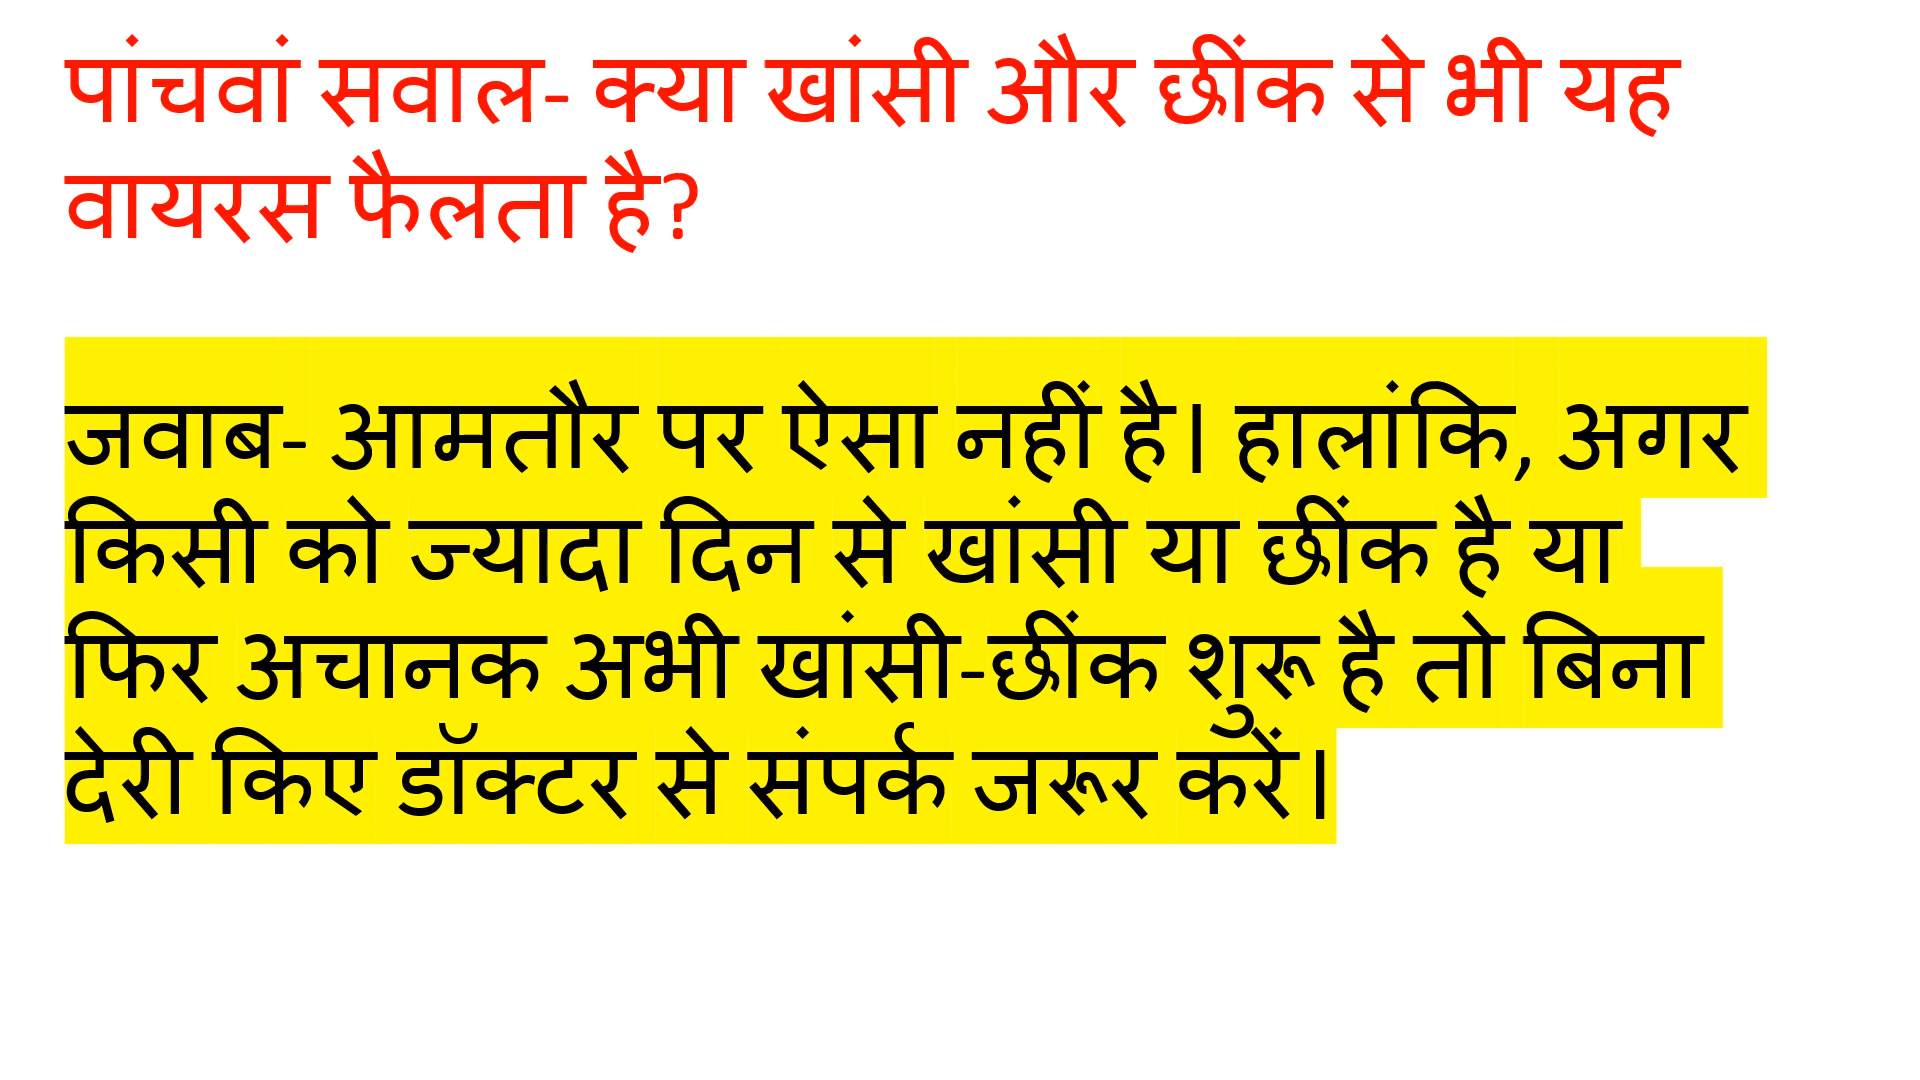 पांचवां सवाल- क्या खांसी और छींक से भी यह
वायरस फैलता है?
जवाब- आमतौर पर ऐसा नहीं है। हालांकि, अगर
किसी को ज्यादा दिन से खांसी या छींक है या
फिर अचानक अभी खांसी-छींक शुरू है तो बिना
देरी किए डॉक्टर से संपर्क जरूर करें।